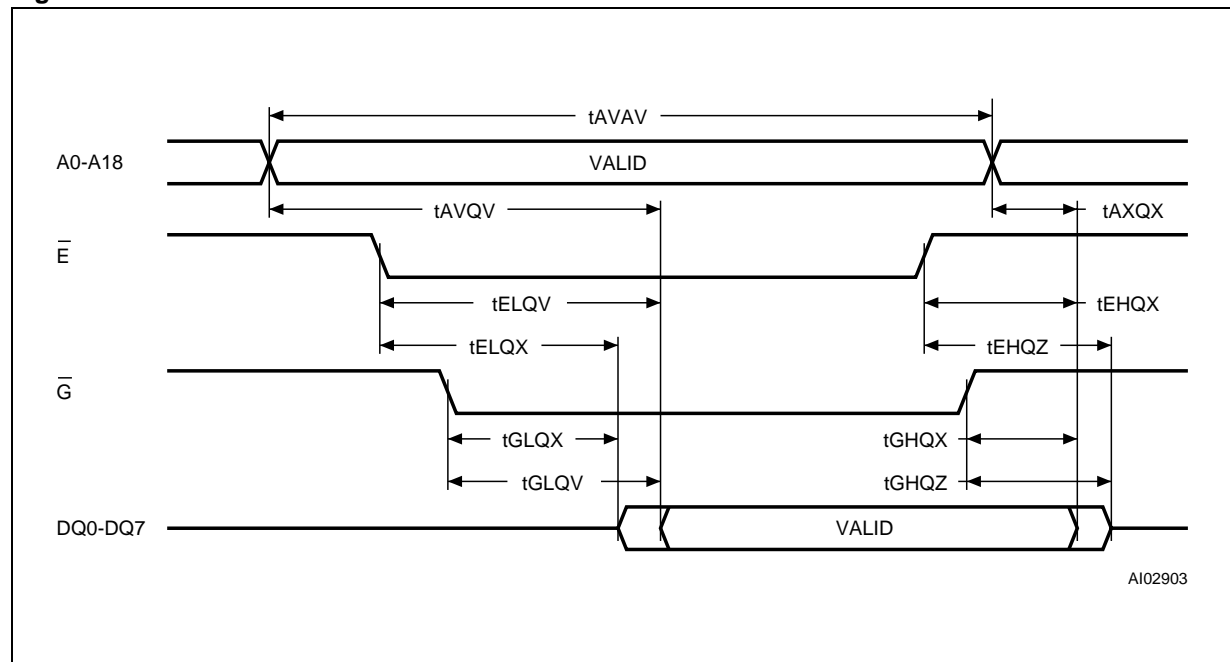 tAVAV
A0-A18
VALID
tAVQV
tAXQX
E̅
tELQV
tEHQX
tELQX
tEHQZ
G̅
tGLQX
tGHQX
tGLQV
tGHQZ
DQ0-DQ7
VALID
AI02903